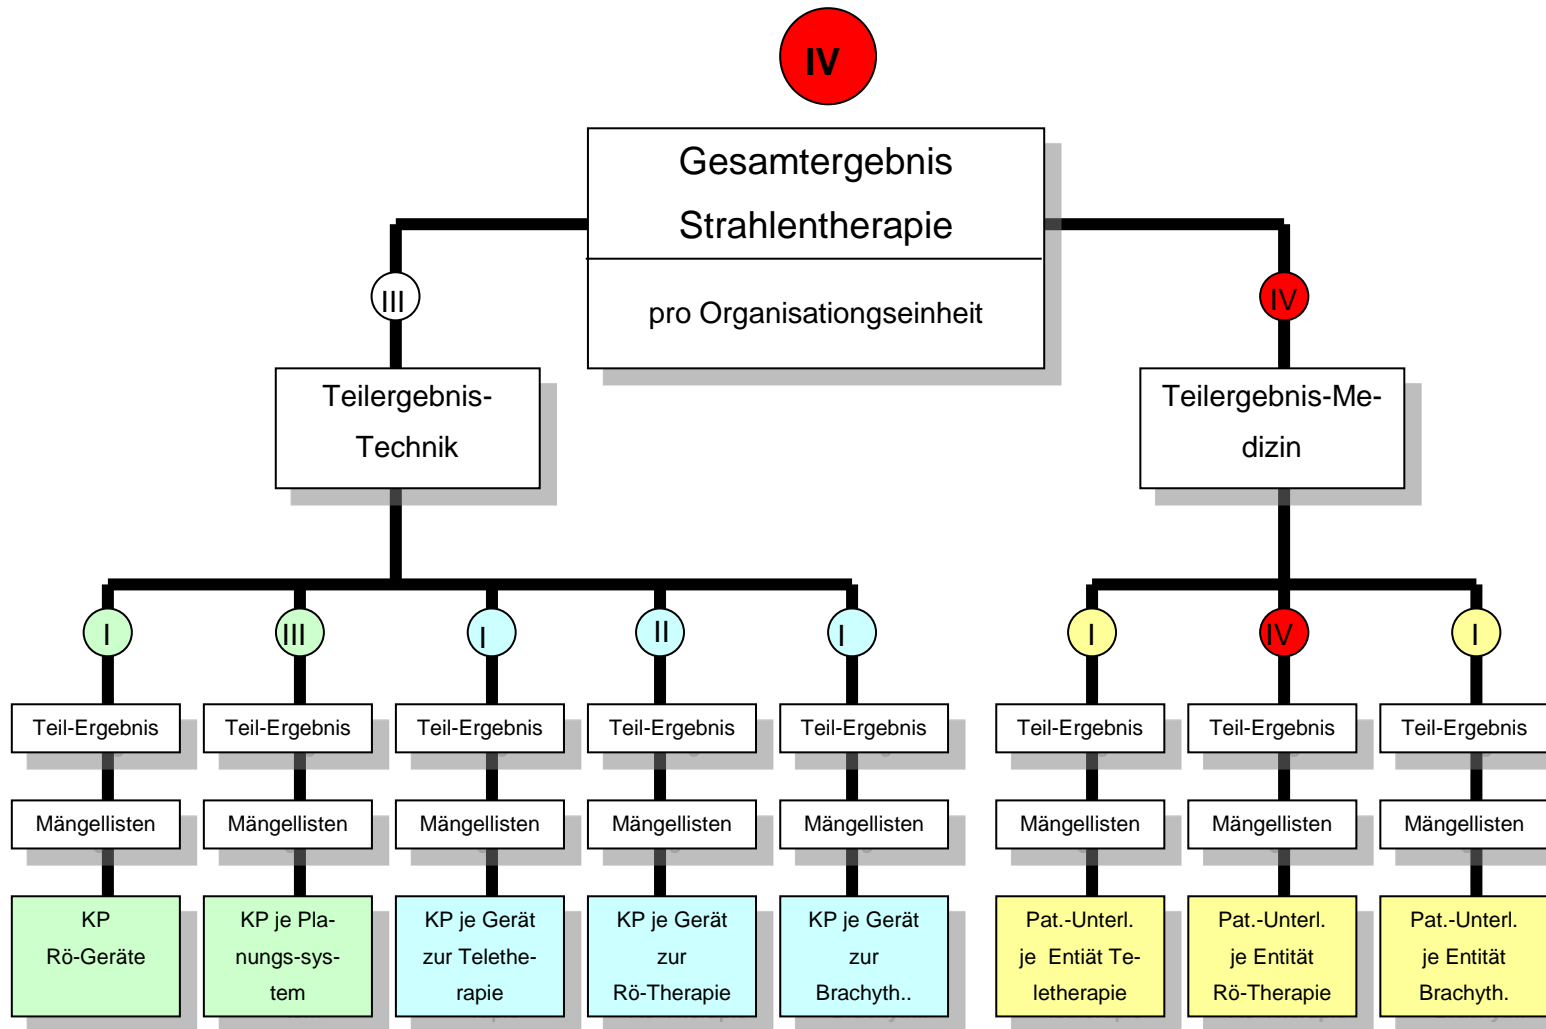 IV
Gesamtergebnis
Strahlentherapie
pro Organisationgseinheit
III
IV
Teilergebnis-
Technik
Teilergebnis-Me-
dizin
I
III
I
II
I
I
IV
I
Teil-Ergebnis
Teil-Ergebnis
Teil-Ergebnis
Teil-Ergebnis
Teil-Ergebnis
Teil-Ergebnis
Teil-Ergebnis
Teil-Ergebnis
Mängellisten
Mängellisten
Mängellisten
Mängellisten
Mängellisten
Mängellisten
Mängellisten
Mängellisten
KP
Rö-Geräte
KP je Pla-
nungs-sys-
tem
KP je Gerät
zur Telethe-
rapie
KP je Gerät
zur
Rö-Therapie
KP je Gerät
zur
Brachyth..
Pat.-Unterl.
je Entiät Te-
letherapie
Pat.-Unterl.
je Entität
Rö-Therapie
Pat.-Unterl.
je Entität
Brachyth.